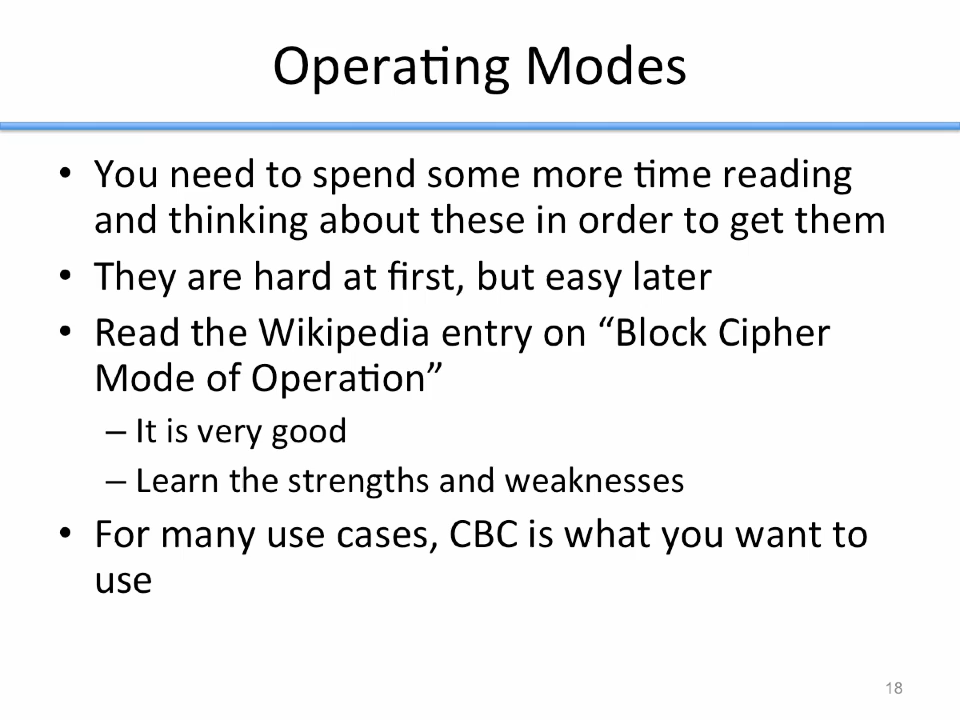 Operating Modes
• You need to spend some more time reading
and thinking about these in order to get them
• They are hard at first, but easy later
• Read the Wikipedia entry on “Block Cipher
Mode of Operation”
– It is very good
– Learn the strengths and weaknesses
• For many use cases, CBC is what you want to
use
18